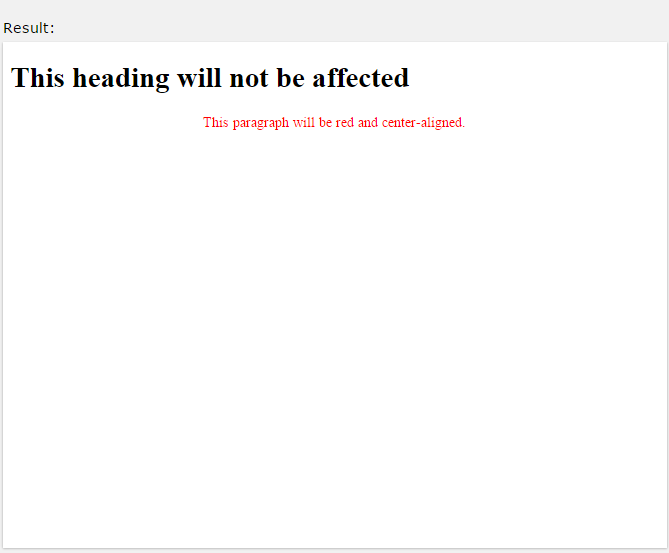 Result:
This heading will not be affected
This paragraph will be red and center-aligned.